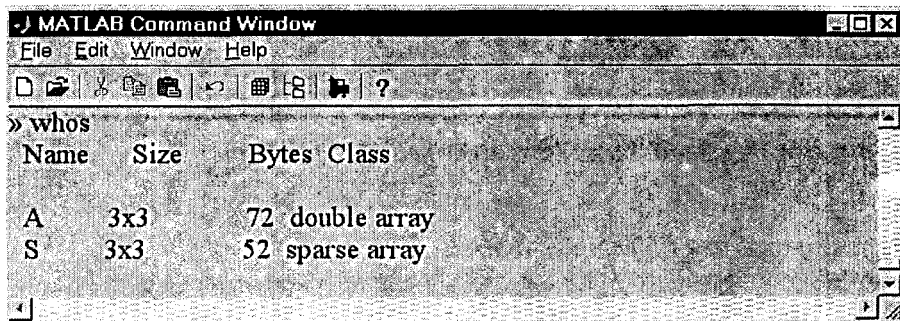 MATLAB Command Window
File Edit Window Help
?
» whos
Name Size Bytes Class
A 3x3 72 double array
S 3x3 52 sparse array